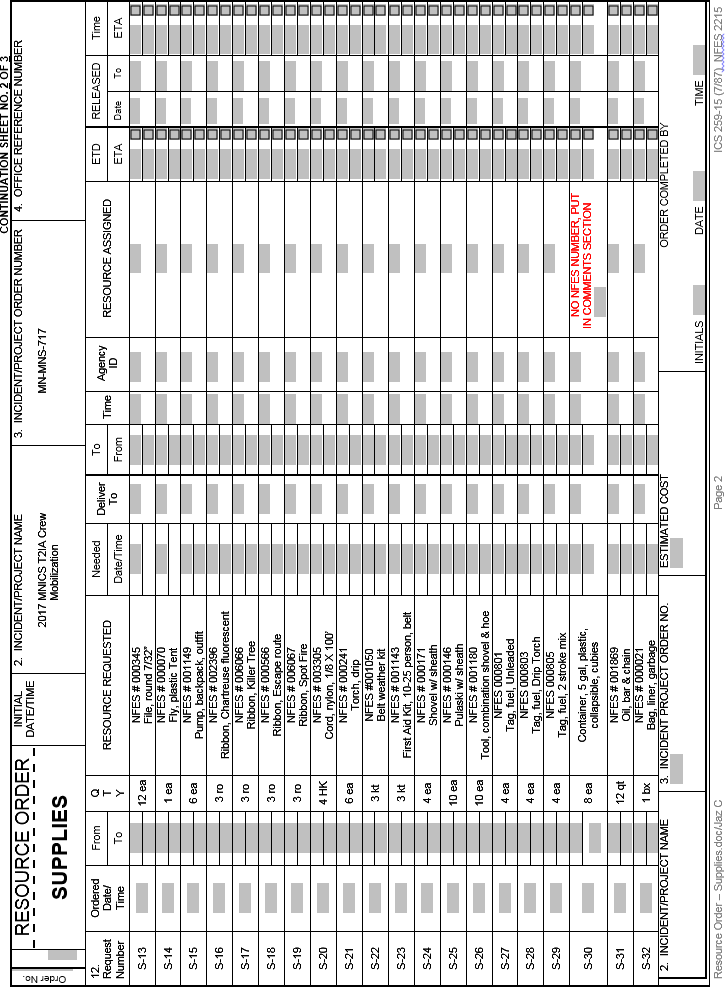 CONTINUATION SHEET NO. 2 OF 3
Order No.
RESOURCE ORDER
SUPPLIES
INITIAL
DATE/TIME
2. INCIDENT/PROJECT NAME
2017 MNICS T2IA Crew
Mobilization
3. INCIDENT/PROJECT ORDER NUMBER
MN-MNS-717
4. OFFICE REFERENCE NUMBER
12.
Request
Number
Ordered
Date/
Time
From
To
Q
T
Y
RESOURCE REQUESTED
Needed
Date/Time
Deliver
To
To
From
Time
Agency
ID
RESOURCE ASSIGNED
ETD
ETA
RELEASED
Date
To
Time
ETA
S-13 12 ea NFES # 000345
File, round 7/32"
S-14 1 ea NFES # 000070
Fly, plastic Tent
S-15 6 ea NFES # 001149
Pump, backpack, outfit
S-16 3 ro NFES # 002396
Ribbon, Chartreuse fluorescent
S-17 3 ro NFES # 006066
Ribbon, Killer Tree
S-18 3 ro NFES # 000566
Ribbon, Escape route
S-19 3 ro NFES # 006067
Ribbon, Spot Fire
S-20 4 HK NFES # 003305
Cord, nylon, 1/8 X 100'
S-21 6 ea NFES # 000241
Torch, drip
S-22 3 kt NFES #001050
Belt weather kit
S-23 3 kt NFES # 001143
First Aid Kit, 10-25 person, belt
S-24 4 ea NFES # 000171
Shovel w/ sheath
S-25 10 ea NFES # 000146
Pulaski w/ sheath
S-26 10 ea NFES # 001180
Tool, combination shovel & hoe
S-27 4 ea NFES 000801
Tag, fuel, Unleaded
S-28 4 ea NFES # 000803
Tag, fuel, Drip Torch
S-29 4 ea NFES # 000805
Tag, fuel, 2 stroke mix
S-30 8 ea Container, 5 gal, plastic,
collapsible, cubies
NO NFES NUMBER, PUT
IN COMMENTS SECTION
S-31 12 qt NFES # 001869
Oil, bar & chain
S-32 1 bx NFES # 000021
Bag, liner, garbage
2. INCIDENT/PROJECT NAME
3. INCIDENT PROJECT ORDER NO.
ESTIMATED COST
ORDER COMPLETED BY
INITIALS
DATE
TIME
Resource Order – Supplies.doc/Jaz C
Page 2
ICS 259-15 (7/87) NFES 2215